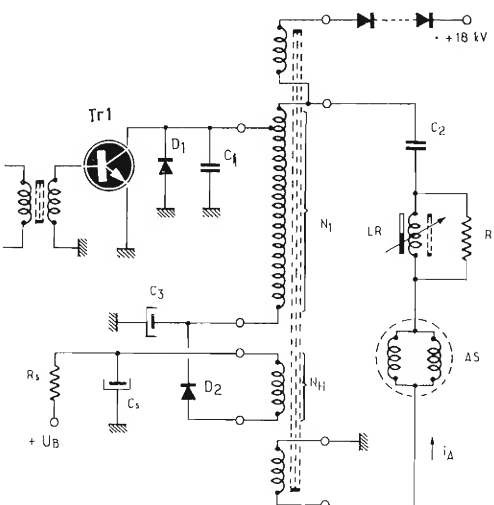 · +18 kV
Tr1
D1
C1
C2
N1
LR
R
C3
AS
Rs
Cs
D2
NH
+ UB
iA